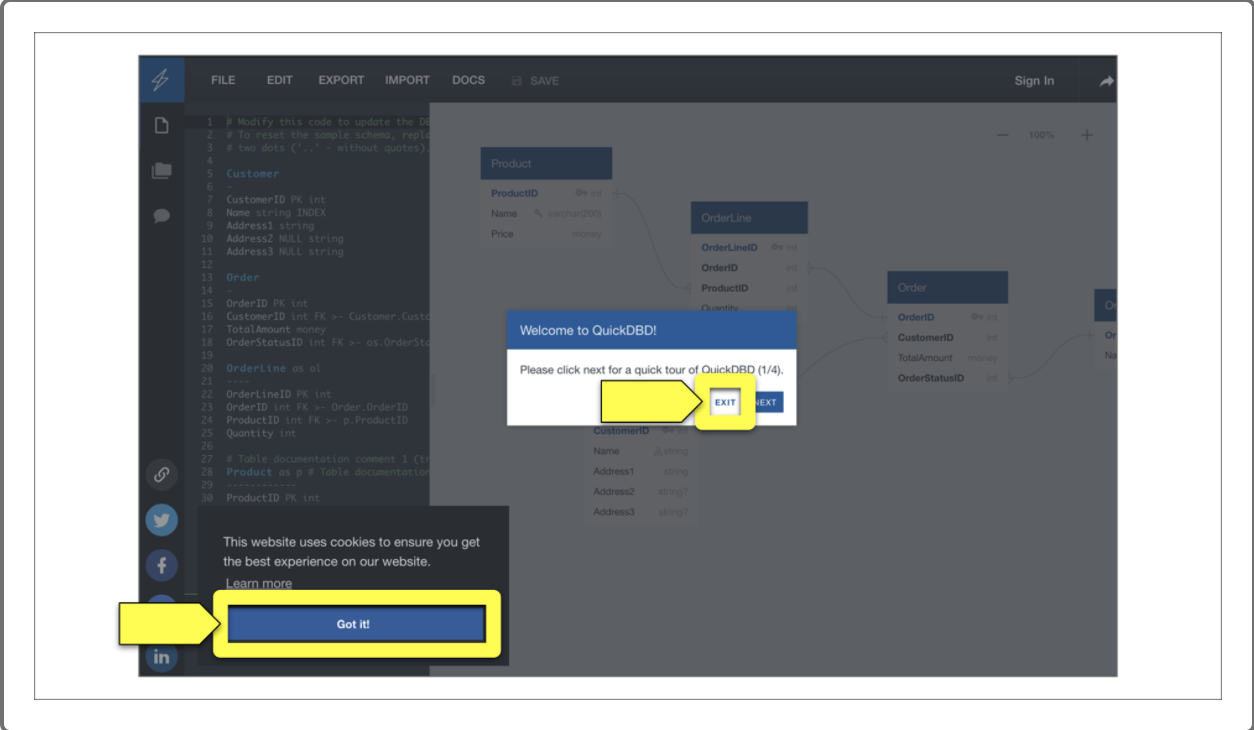 FILE EDIT EXPORT IMPORT DOCS SAVE Sign In
100%
1 # Modify this code to update the DB
2 # To reset the sample schema, repla
3 # two dots ('..' - without quotes).
4
5 Customer
6 -
7 CustomerID PK int
8 Name string INDEX
9 Address1 string
10 Address2 NULL string
11 Address3 NULL string
12
13 Order
14 -
15 OrderID PK int
16 CustomerID int FK >- Customer.Custo
17 TotalAmount money
18 OrderStatusID int FK >- os.OrderSta
19
20 OrderLine as ol
21 ----
22 OrderLineID PK int
23 OrderID int FK >- Order.OrderID
24 ProductID int FK >- p.ProductID
25 Quantity int
26
27 # Table documentation comment 1 (tr
28 Product as p # Table documentation
29 ------------
30 ProductID PK int
Product
ProductID int
Name varchar(200)
Price money
OrderLine
OrderLineID int
OrderID int
ProductID int
Quantity int
Order
OrderID int
CustomerID int
TotalAmount money
OrderStatusID int
Or
Or
Na
Welcome to QuickDBD!
Please click next for a quick tour of QuickDBD (1/4).
EXIT NEXT
CustomerID int
Name string
Address1 string
Address2 string?
Address3 string?
This website uses cookies to ensure you get
the best experience on our website.
Learn more
Got it!
f
in